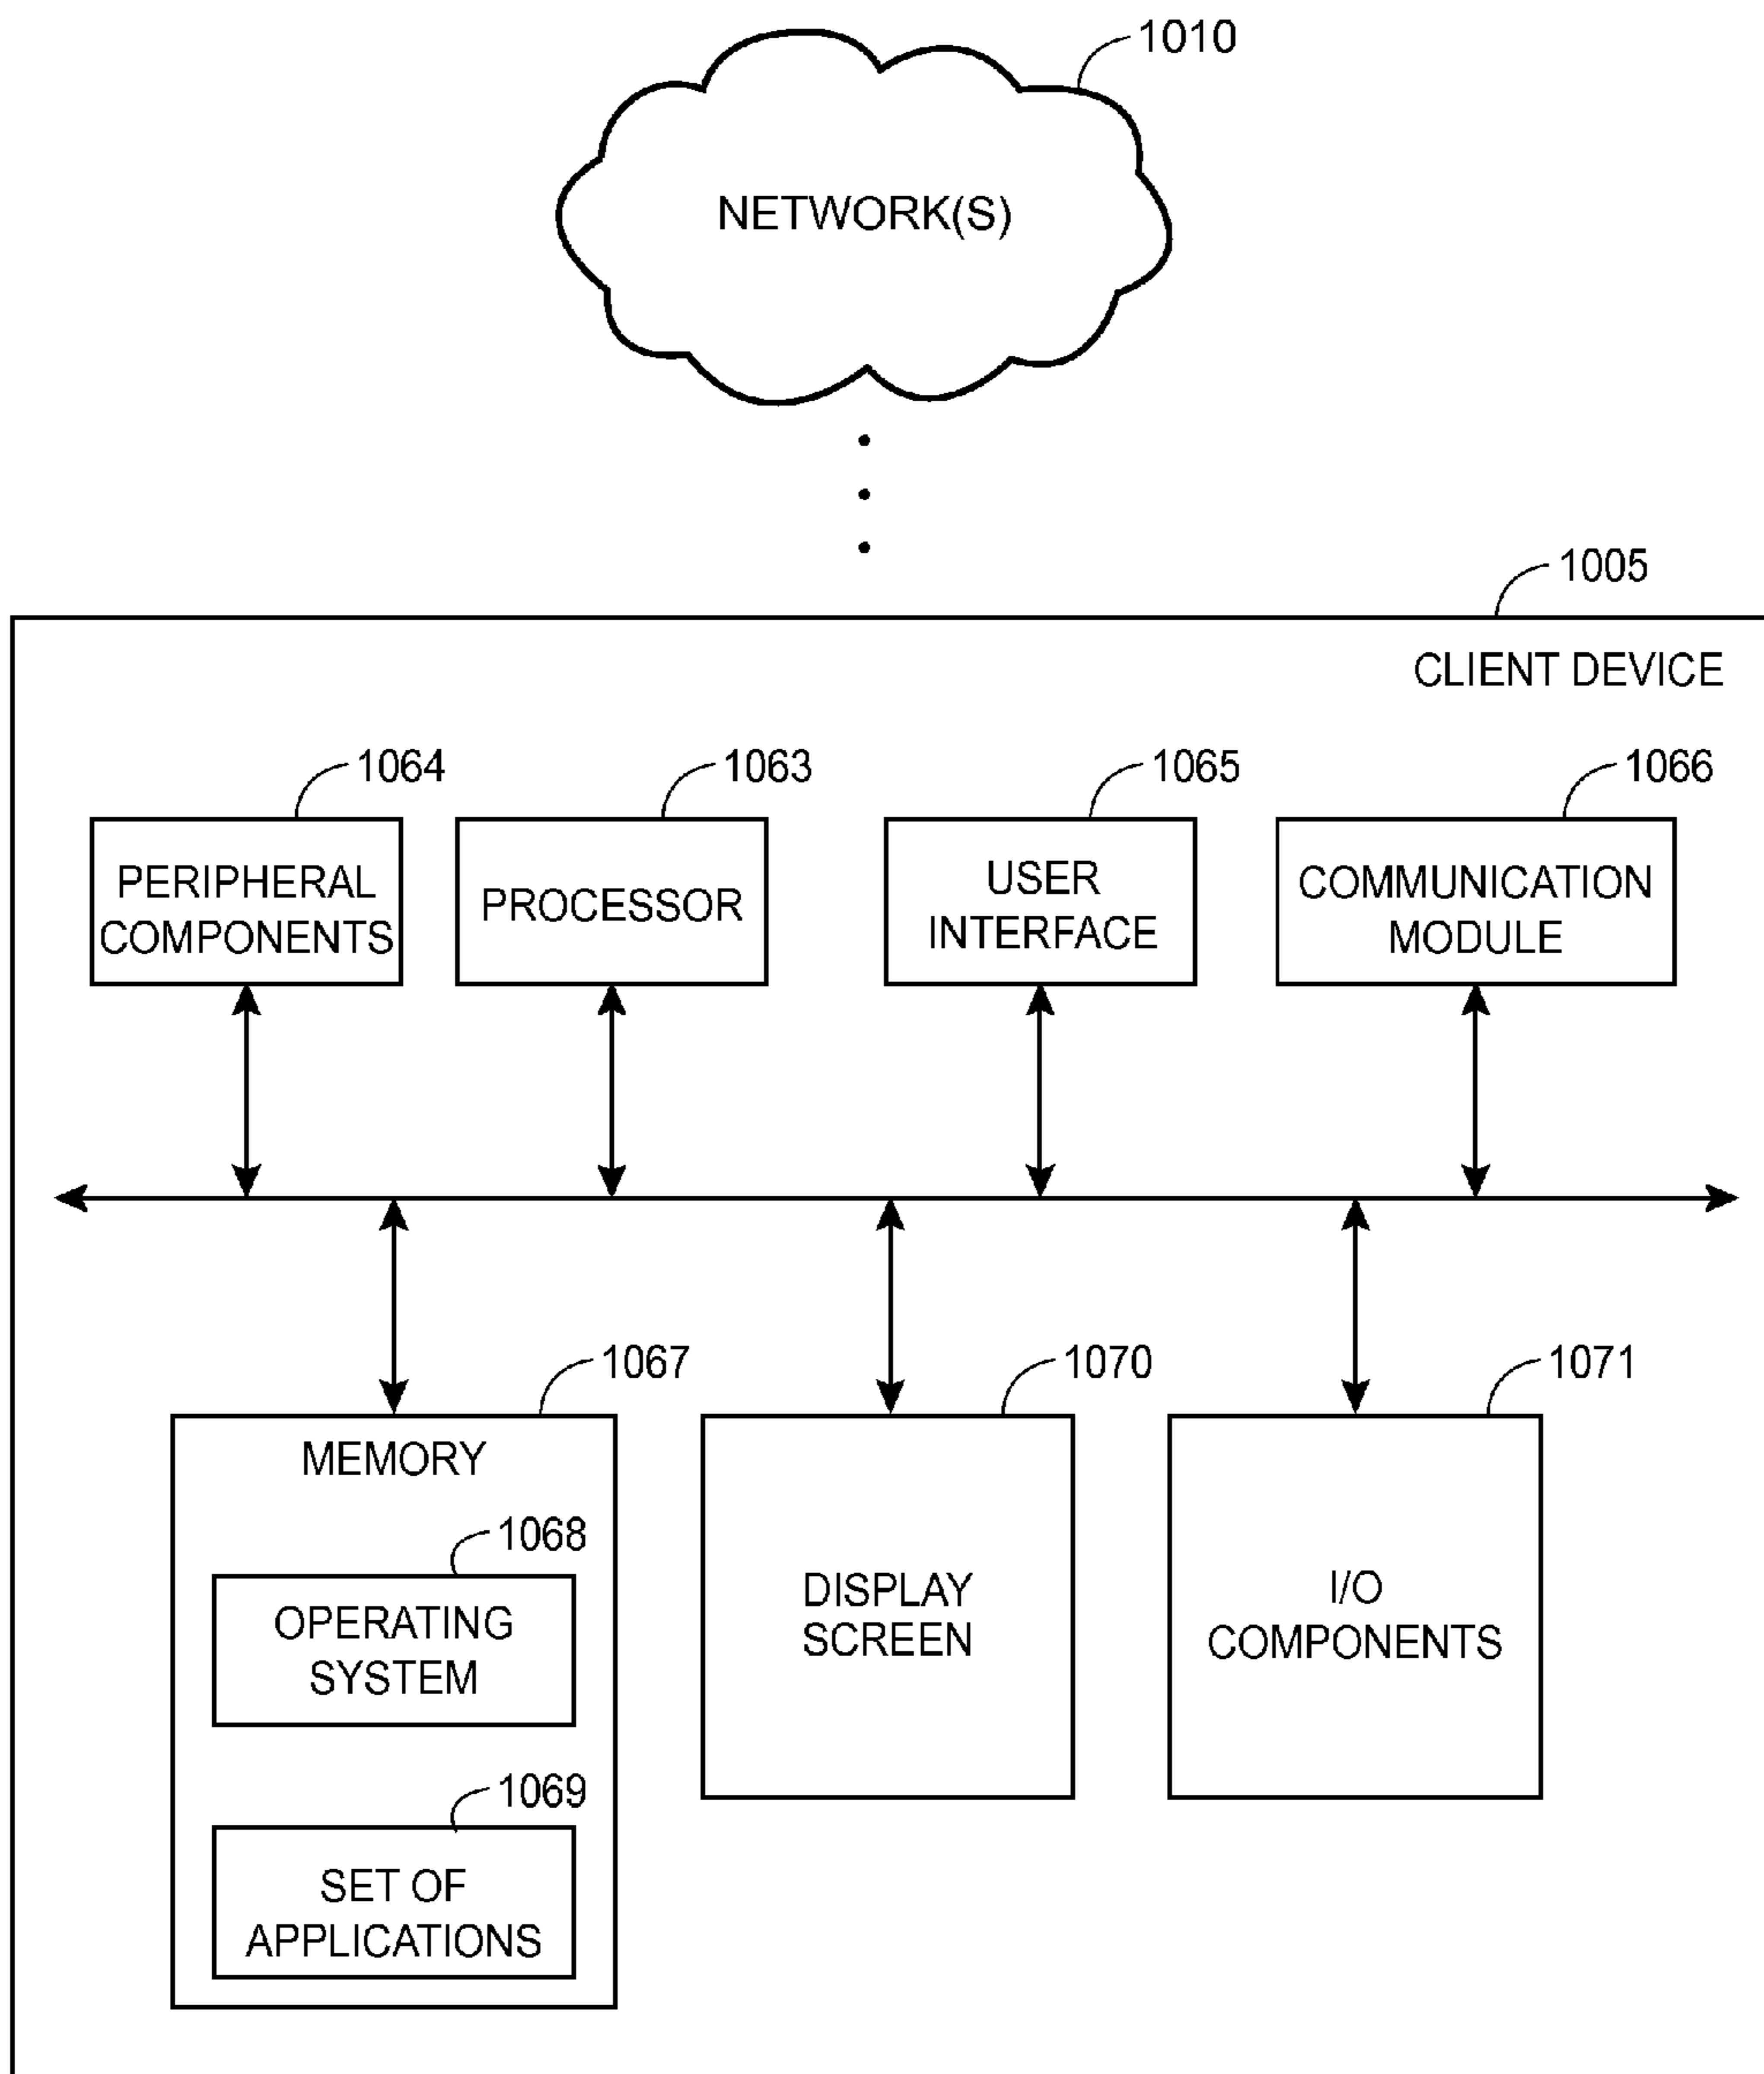 1010
NETWORK(S)
1005
CLIENT DEVICE
1064
PERIPHERAL
COMPONENTS
1063
PROCESSOR
1065
USER
INTERFACE
1066
COMMUNICATION
MODULE
1067
MEMORY
1068
OPERATING
SYSTEM
1069
SET OF
APPLICATIONS
1070
DISPLAY
SCREEN
1071
I/O
COMPONENTS